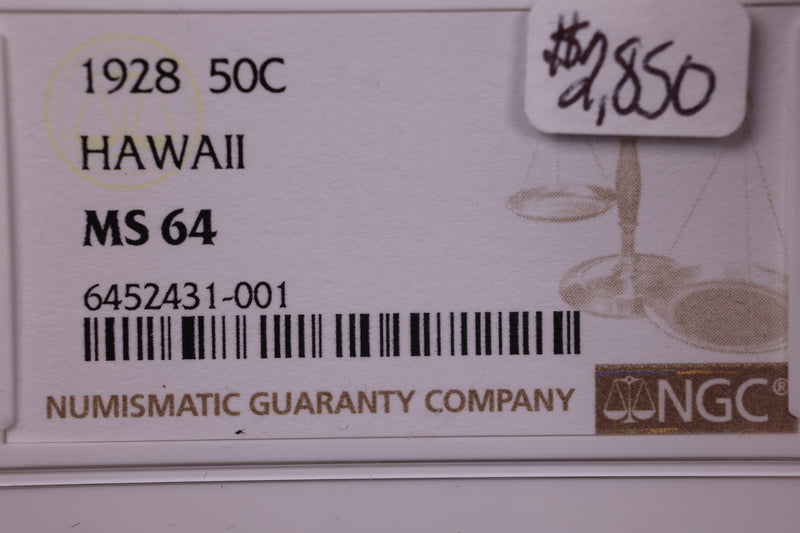 $2,850
1928 50C
HAWAII
MS 64
6452431-001
NUMISMATIC GUARANTY COMPANY
NGC®